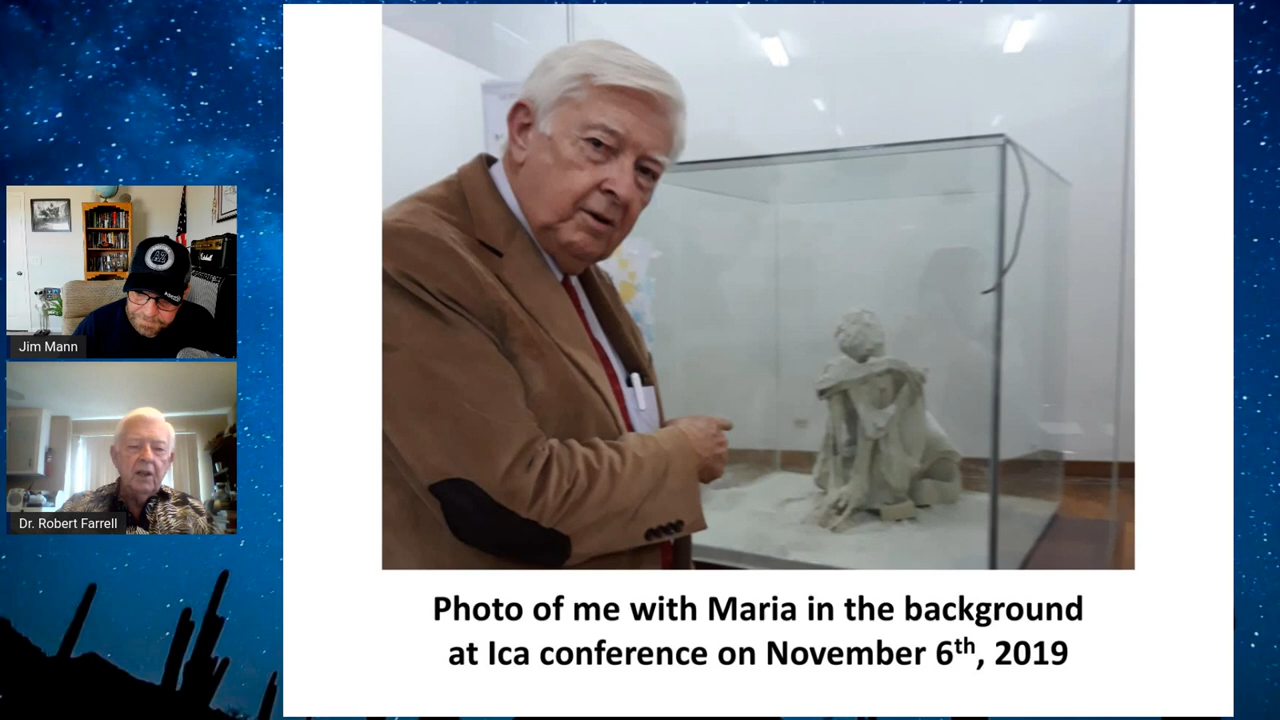 Jim Mann
Dr. Robert Farrell
Photo of me with Maria in the background
at Ica conference on November 6th, 2019